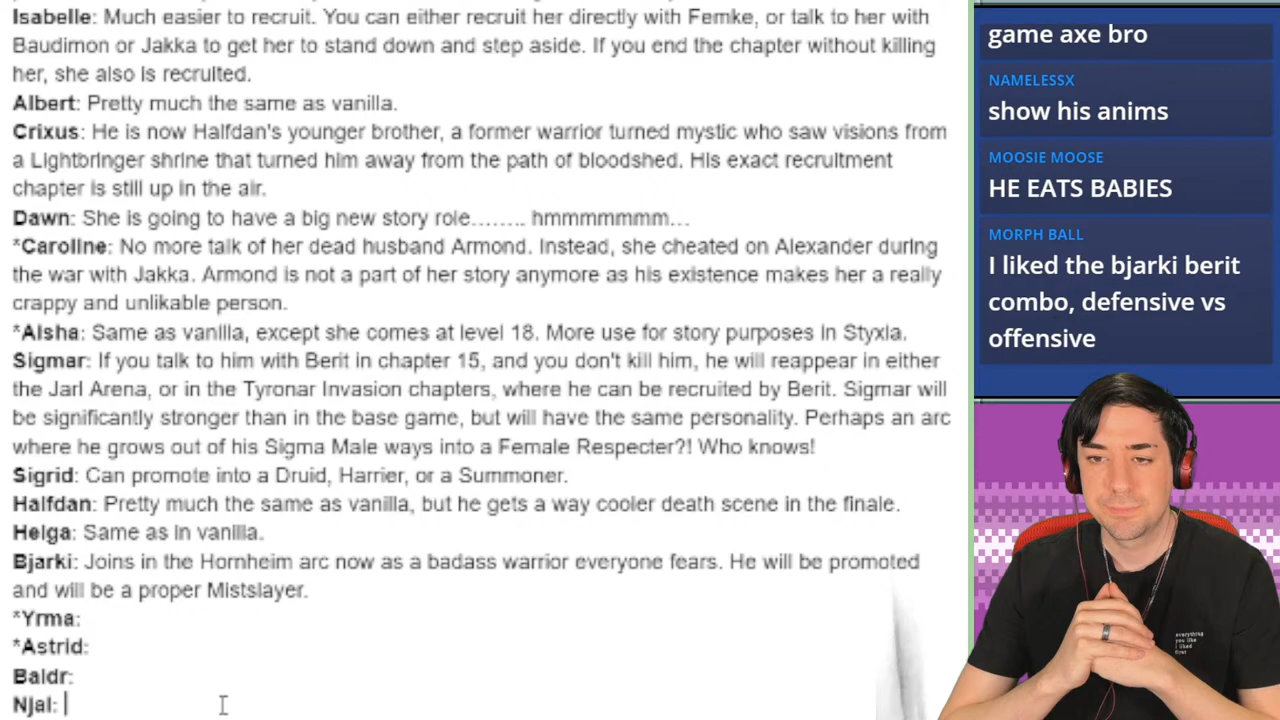 Isabelle: Much easier to recruit. You can either recruit her directly with Femke, or talk to her with
Baudimon or Jakka to get her to stand down and step aside. If you end the chapter without killing
her, she also is recruited.
Albert: Pretty much the same as vanilla.
Crixus: He is now Halfdan's younger brother, a former warrior turned mystic who saw visions from
a Lightbringer shrine that turned him away from the path of bloodshed. His exact recruitment
chapter is still up in the air.
Dawn: She is going to have a big new story role…….. hmmmmmmm…
*Caroline: No more talk of her dead husband Armond. Instead, she cheated on Alexander during
the war with Jakka. Armond is not a part of her story anymore as his existence makes her a really
crappy and unlikable person.
*Aisha: Same as vanilla, except she comes at level 18. More use for story purposes in Styxia.
Sigmar: If you talk to him with Berit in chapter 15, and you don't kill him, he will reappear in either
the Jarl Arena, or in the Tyronar Invasion chapters, where he can be recruited by Berit. Sigmar will
be significantly stronger than in the base game, but will have the same personality. Perhaps an arc
where he grows out of his Sigma Male ways into a Female Respecter?! Who knows!
Sigrid: Can promote into a Druid, Harrier, or a Summoner.
Halfdan: Pretty much the same as vanilla, but he gets a way cooler death scene in the finale.
Helga: Same as in vanilla.
Bjarki: Joins in the Hornheim arc now as a badass warrior everyone fears. He will be promoted
and will be a proper Mistslayer.
*Yrma:
*Astrid:
Baldr:
Njal:
game axe bro
NAMELESSX
show his anims
MOOSIE MOOSE
HE EATS BABIES
MORPH BALL
I liked the bjarki berit
combo, defensive vs
offensive
everything
you like
I liked
first